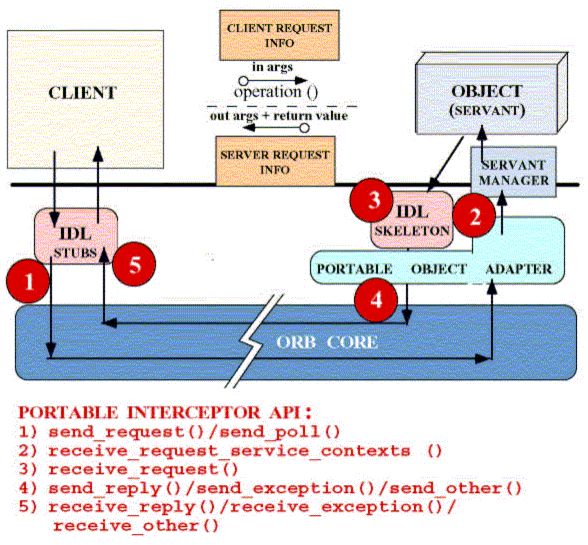 CLIENT REQUEST
INFO
in args
operation ()
out args + return value
SERVER REQUEST
INFO
CLIENT
OBJECT
(SERVANT)
SERVANT
MANAGER
3
IDL
SKELETON
2
IDL
STUBS
1
5
PORTABLE OBJECT ADAPTER
4
ORB CORE
PORTABLE INTERCEPTOR API :
1) send_request()/send_poll()
2) receive_request_service_contexts ()
3) receive_request()
4) send_reply()/send_exception()/send_other()
5) receive_reply()/receive_exception()/
receive_other()